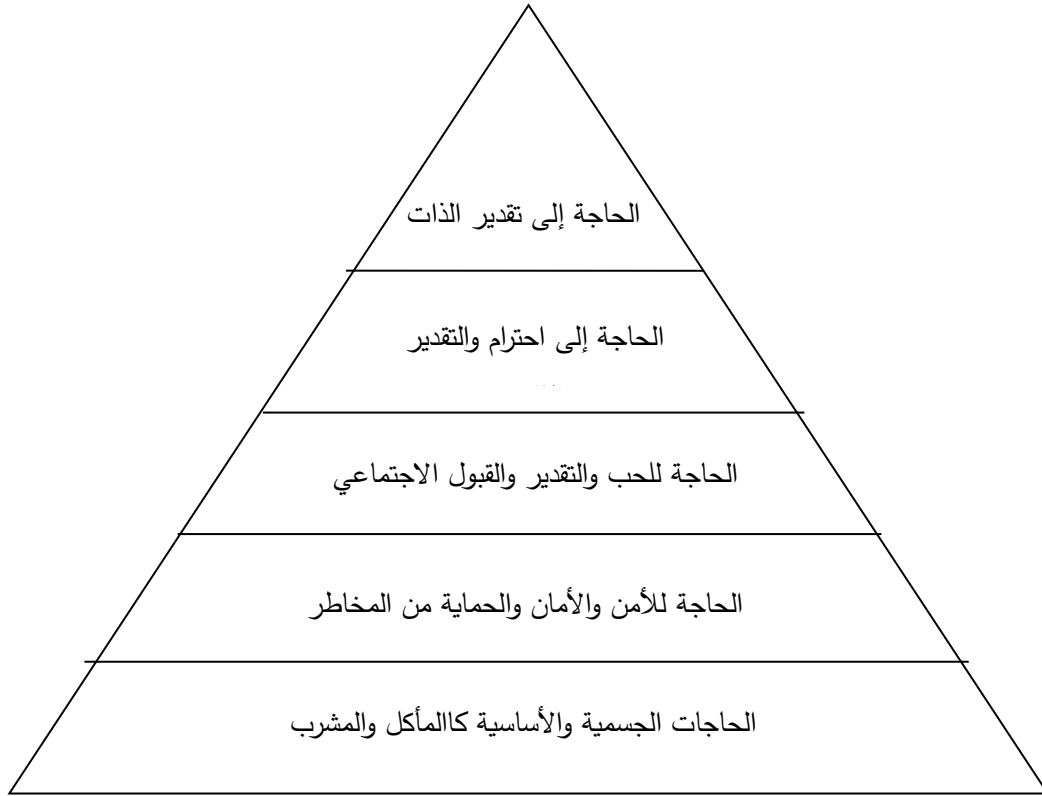 الحاجة إلى تقدير الذات
الحاجة إلى احترام والتقدير
الحاجة للحب والتقدير والقبول الاجتماعي
الحاجة للأمن والأمان والحماية من المخاطر
الحاجات الجسمية والأساسية كاالمأكل والمشرب